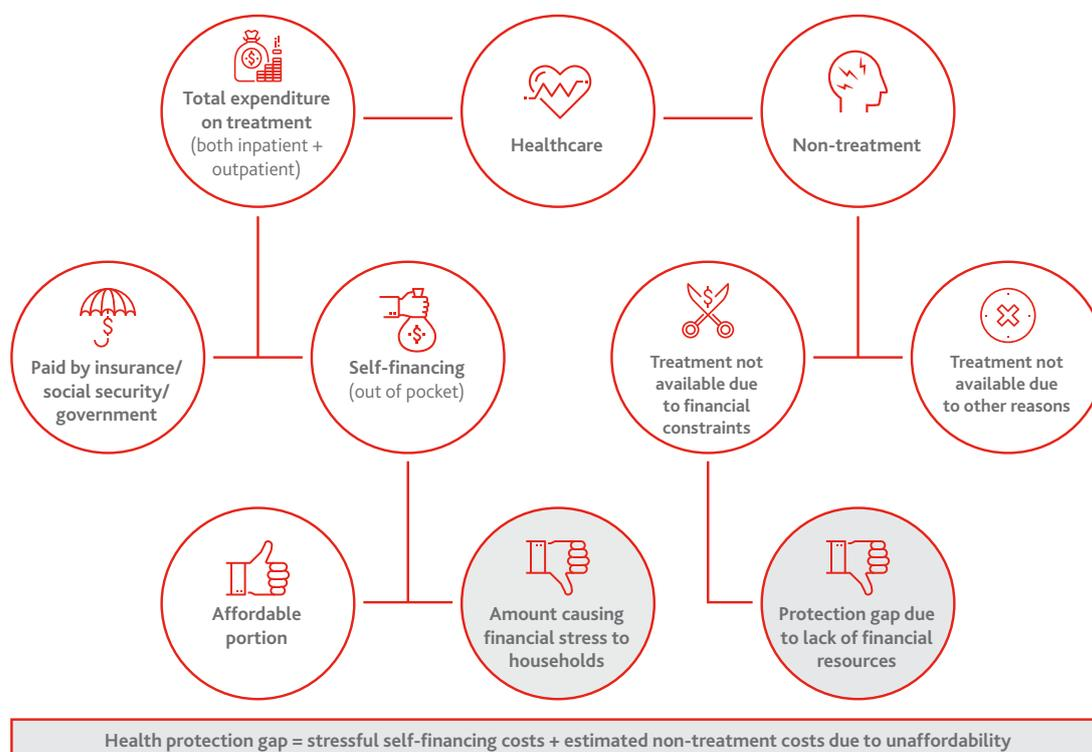 Total expenditure
on treatment
(both inpatient +
outpatient)
Healthcare
Non-treatment
Paid by insurance/
social security/
government
Self-financing
(out of pocket)
Treatment not
available due
to financial
constraints
Treatment not
available due
to other reasons
Affordable
portion
Amount causing
financial stress to
households
Protection gap due
to lack of financial
resources
Health protection gap = stressful self-financing costs + estimated non-treatment costs due to unaffordability